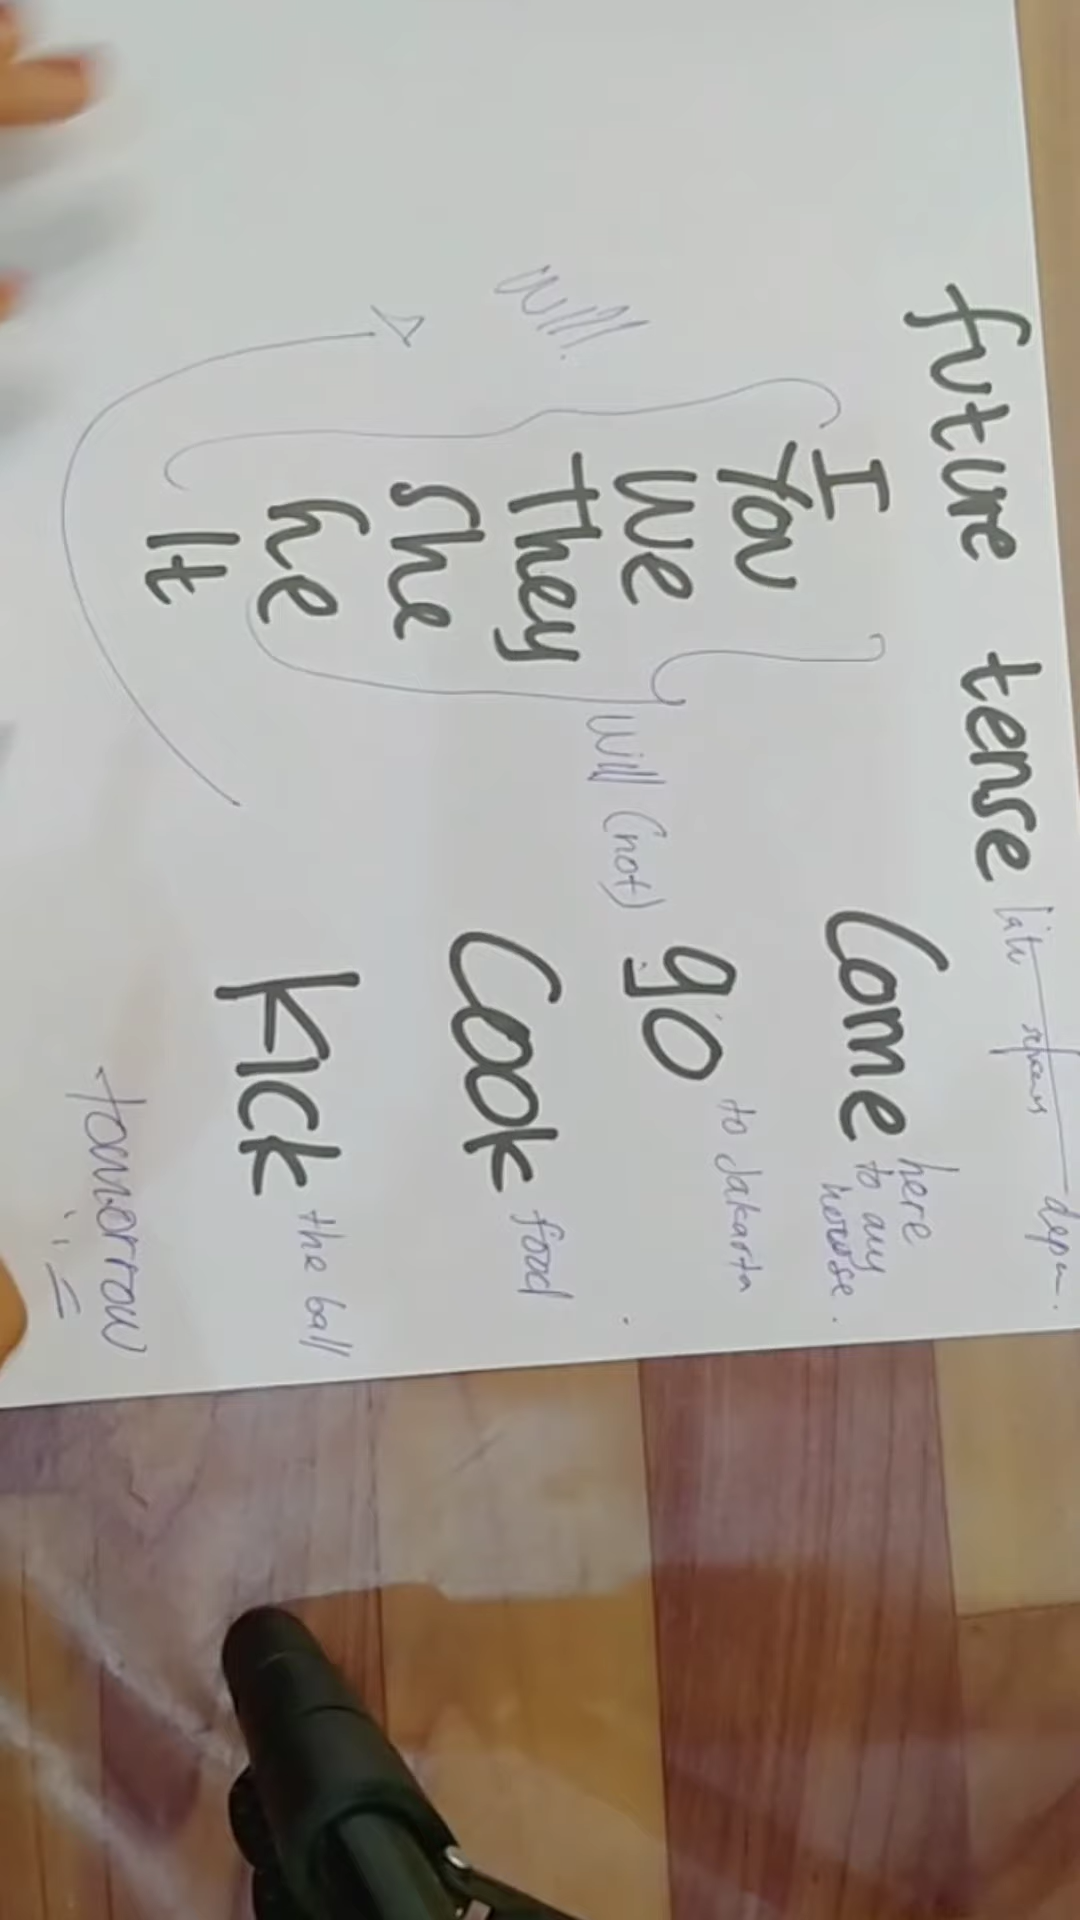 future tense
depn.
Will
I
You
We
They
She
he
It
will (not)
Come here
to any
house.
go to Jakarta
Cook food
Kick the ball
tomorrow